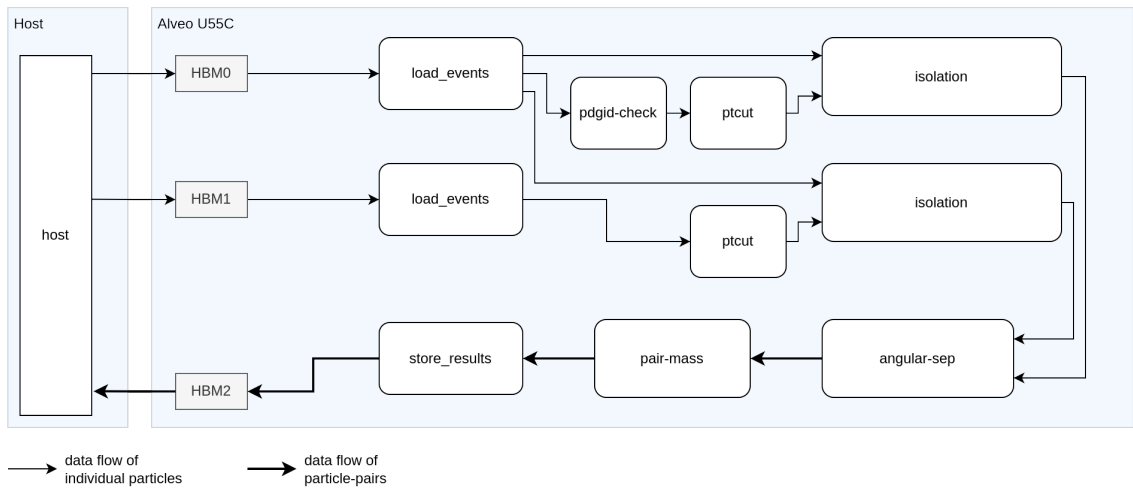 Host
Alveo U55C
HBM0
load_events
isolation
pdgid-check
ptcut
HBM1
load_events
isolation
host
ptcut
store_results
pair-mass
angular-sep
HBM2
data flow of
individual particles
data flow of
particle-pairs